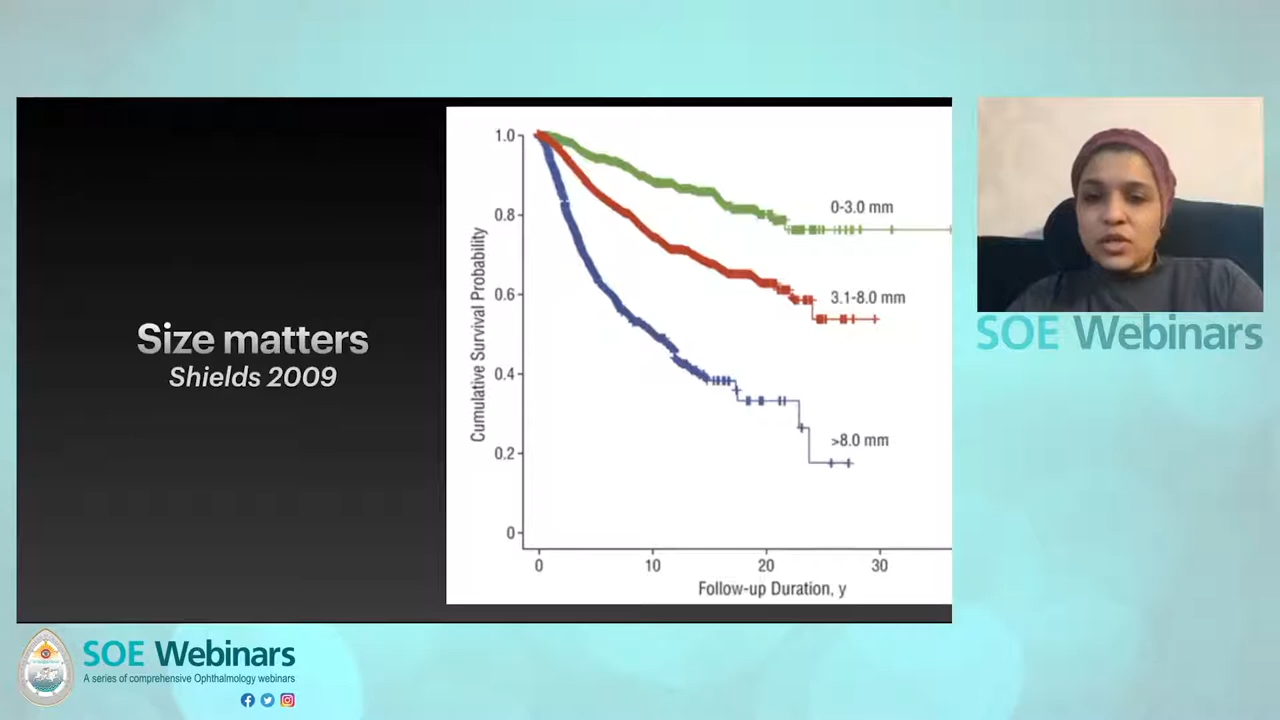 Size matters
Shields 2009
Cumulative Survival Probability
1.0
0.8
0.6
0.4
0.2
0
0-3.0 mm
3.1-8.0 mm
>8.0 mm
0 10 20 30
Follow-up Duration, y
SOE Webinars
SOE Webinars
A series of comprehensive Ophthalmology webinars